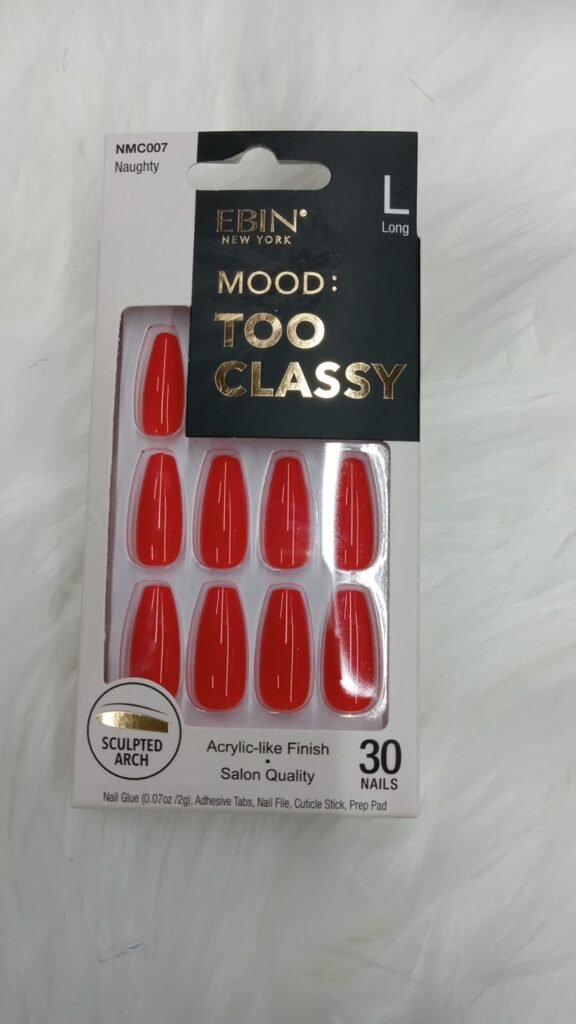 NMC007
Naughty
L
Long
EBIN®
NEW YORK
MOOD:
TOO
CLASSY
SCULPTED
ARCH
Acrylic-like Finish
•
Salon Quality
30
NAILS
Nail Glue (0.07oz /2g), Adhesive Tabs, Nail File, Cuticle Stick, Prep Pad